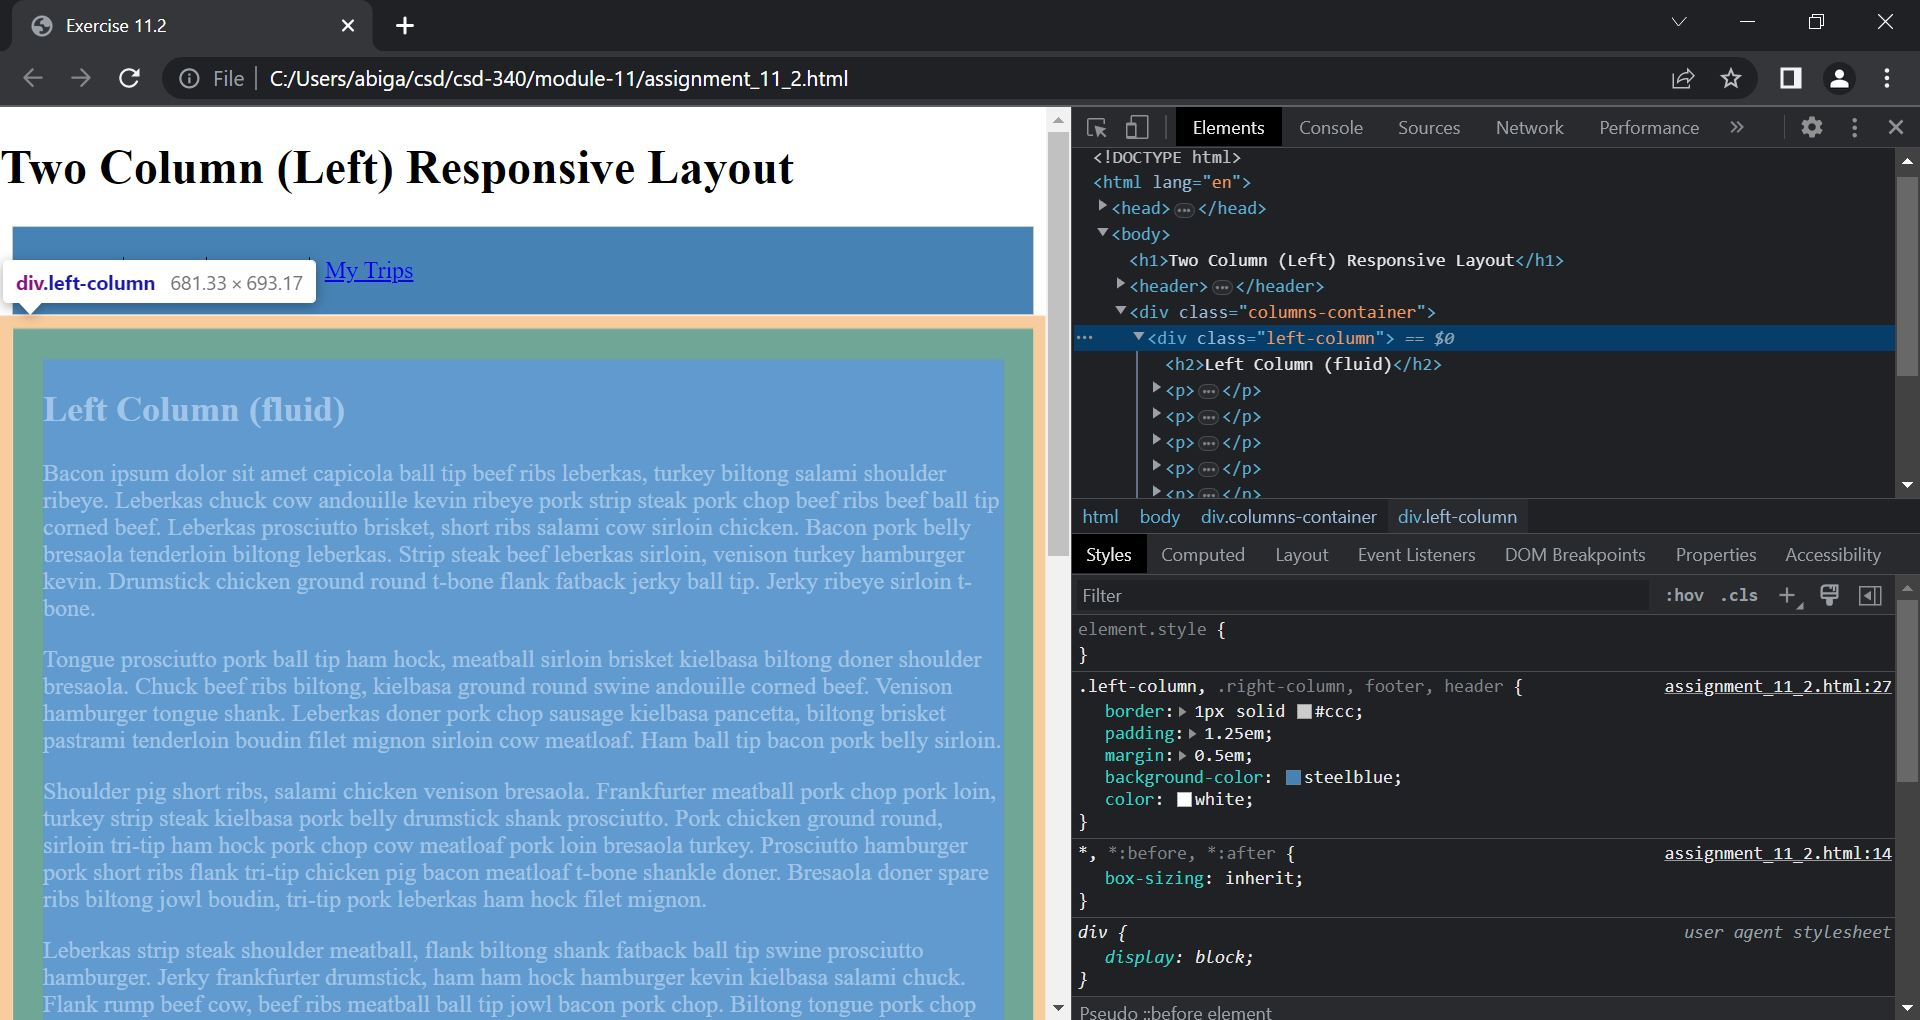 Exercise 11.2
File C:/Users/abiga/csd/csd-340/module-11/assignment_11_2.html
Two Column (Left) Responsive Layout
My Trips
div.left-column 681.33 × 693.17
Left Column (fluid)
Bacon ipsum dolor sit amet capicola ball tip beef ribs leberkas, turkey biltong salami shoulder
ribeye. Leberkas chuck cow andouille kevin ribeye pork strip steak pork chop beef ribs beef ball tip
corned beef. Leberkas prosciutto brisket, short ribs salami cow sirloin chicken. Bacon pork belly
bresaola tenderloin biltong leberkas. Strip steak beef leberkas sirloin, venison turkey hamburger
kevin. Drumstick chicken ground round t-bone flank fatback jerky ball tip. Jerky ribeye sirloin t-
bone.
Tongue prosciutto pork ball tip ham hock, meatball sirloin brisket kielbasa biltong doner shoulder
bresaola. Chuck beef ribs biltong, kielbasa ground round swine andouille corned beef. Venison
hamburger tongue shank. Leberkas doner pork chop sausage kielbasa pancetta, biltong brisket
pastrami tenderloin boudin filet mignon sirloin cow meatloaf. Ham ball tip bacon pork belly sirloin.
Shoulder pig short ribs, salami chicken venison bresaola. Frankfurter meatball pork chop pork loin,
turkey strip steak kielbasa pork belly drumstick shank prosciutto. Pork chicken ground round,
sirloin tri-tip ham hock pork chop cow meatloaf pork loin bresaola turkey. Prosciutto hamburger
pork short ribs flank tri-tip chicken pig bacon meatloaf t-bone shankle doner. Bresaola doner spare
ribs biltong jowl boudin, tri-tip pork leberkas ham hock filet mignon.
Leberkas strip steak shoulder meatball, flank biltong shank fatback ball tip swine prosciutto
hamburger. Jerky frankfurter drumstick, ham ham hock hamburger kevin kielbasa salami chuck.
Flank rump beef cow, beef ribs meatball ball tip jowl bacon pork chop. Biltong tongue pork chop
Elements Console Sources Network Performance »
<!DOCTYPE html>
<html lang="en">
<head> … </head>
<body>
<h1>Two Column (Left) Responsive Layout</h1>
<header> … </header>
<div class="columns-container">
… <div class="left-column"> == $0
<h2>Left Column (fluid)</h2>
<p> … </p>
<p> … </p>
<p> … </p>
<p> … </p>
<p> … </p>
html body div.columns-container div.left-column
Styles Computed Layout Event Listeners DOM Breakpoints Properties Accessibility
Filter :hov .cls
element.style {
}
.left-column, .right-column, footer, header { assignment_11_2.html:27
border: 1px solid #ccc;
padding: 1.25em;
margin: 0.5em;
background-color: steelblue;
color: white;
}
*, *:before, *:after { assignment_11_2.html:14
box-sizing: inherit;
}
div { user agent stylesheet
display: block;
}
Pseudo ::before element